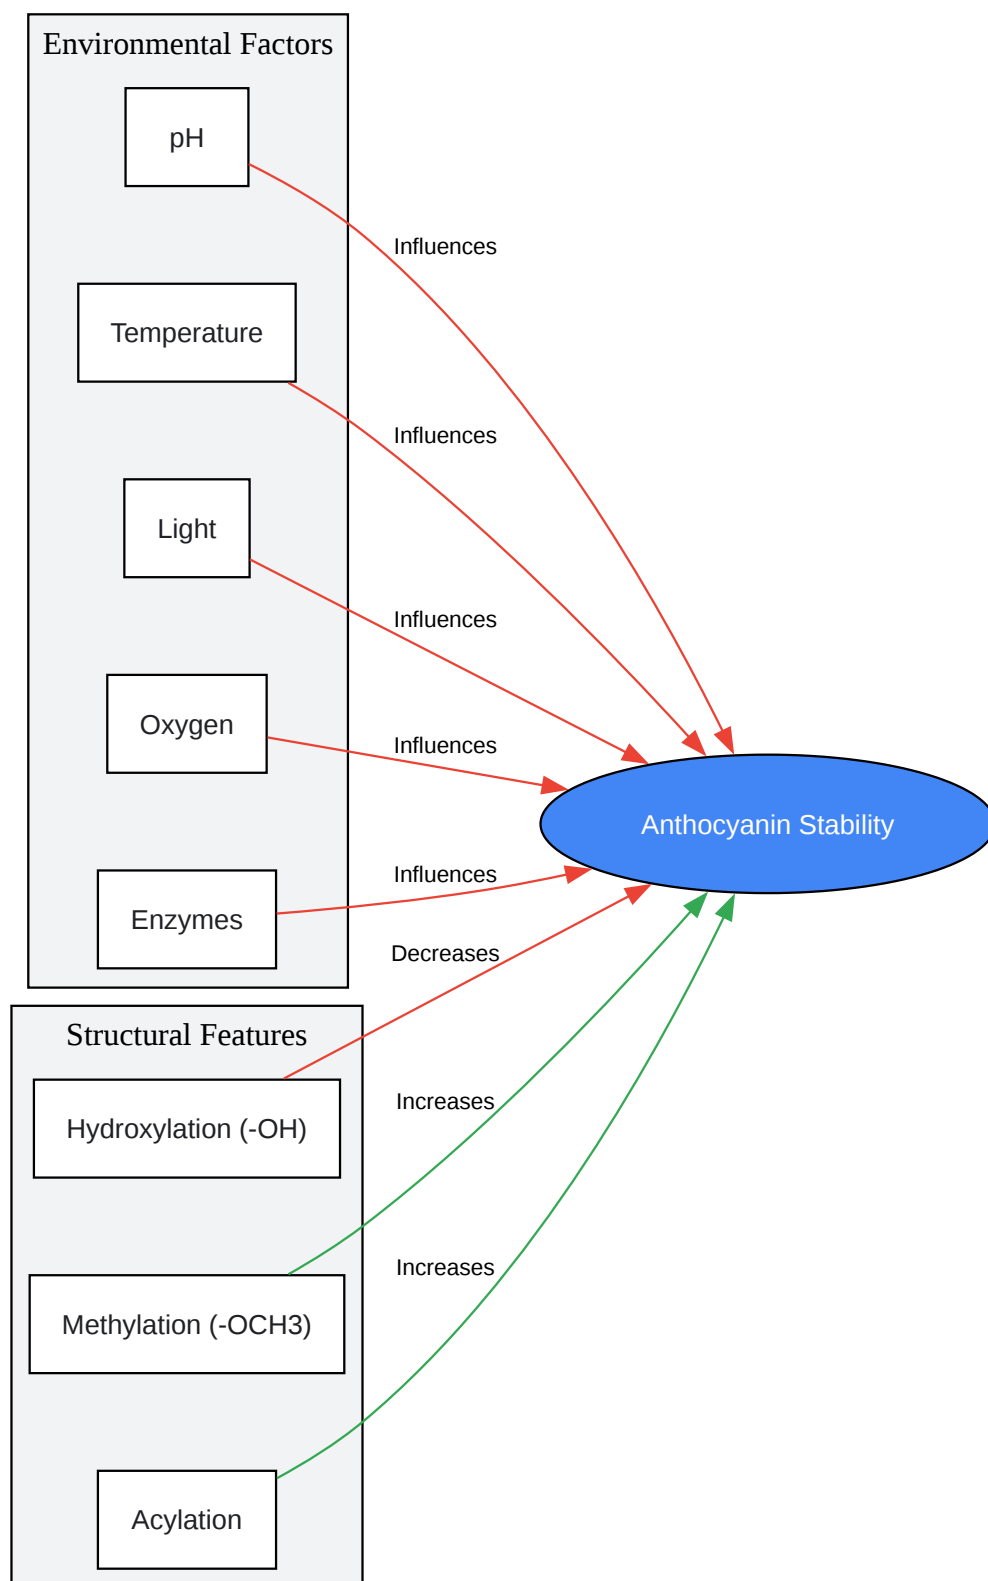 Environmental Factors
pH
Influences
Temperature
Influences
Light
Influences
Oxygen
Influences
Anthocyanin Stability
Enzymes
Influences
Decreases
Structural Features
Hydroxylation (-OH)
Increases
Methylation (-OCH3)
Increases
Acylation